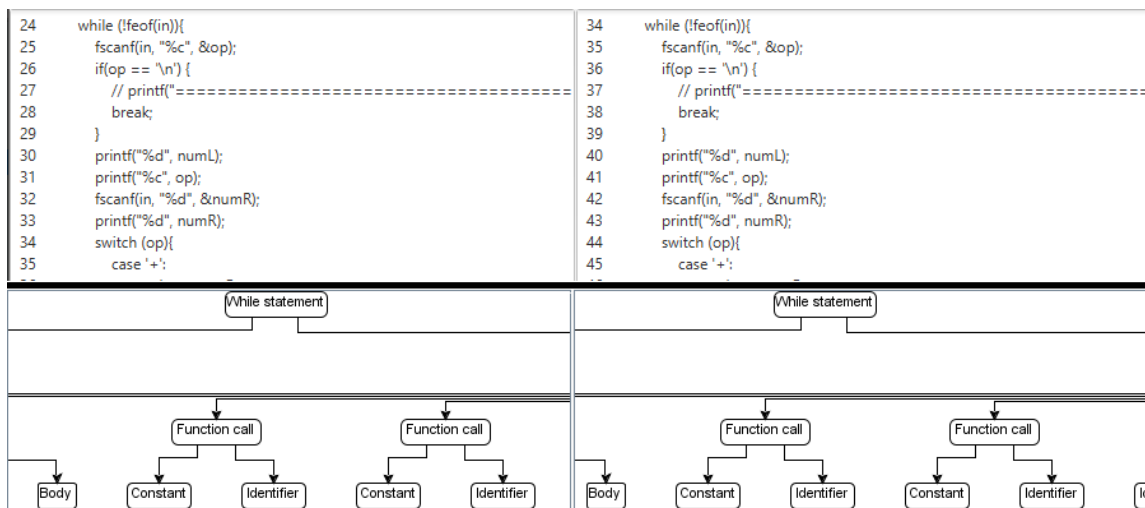 24 while (!feof(in)){
25 fscanf(in, "%c", &op);
26 if(op == '\n') {
27 // printf("======================================
28 break;
29 }
30 printf("%d", numL);
31 printf("%c", op);
32 fscanf(in, "%d", &numR);
33 printf("%d", numR);
34 switch (op){
35 case '+':
34 while (!feof(in)){
35 fscanf(in, "%c", &op);
36 if(op == '\n') {
37 // printf("=======================================
38 break;
39 }
40 printf("%d", numL);
41 printf("%c", op);
42 fscanf(in, "%d", &numR);
43 printf("%d", numR);
44 switch (op){
45 case '+':
While statement
Function call Function call
Body Constant Identifier Constant Identifier
While statement
Function call Function call
Body Constant Identifier Constant Identifier